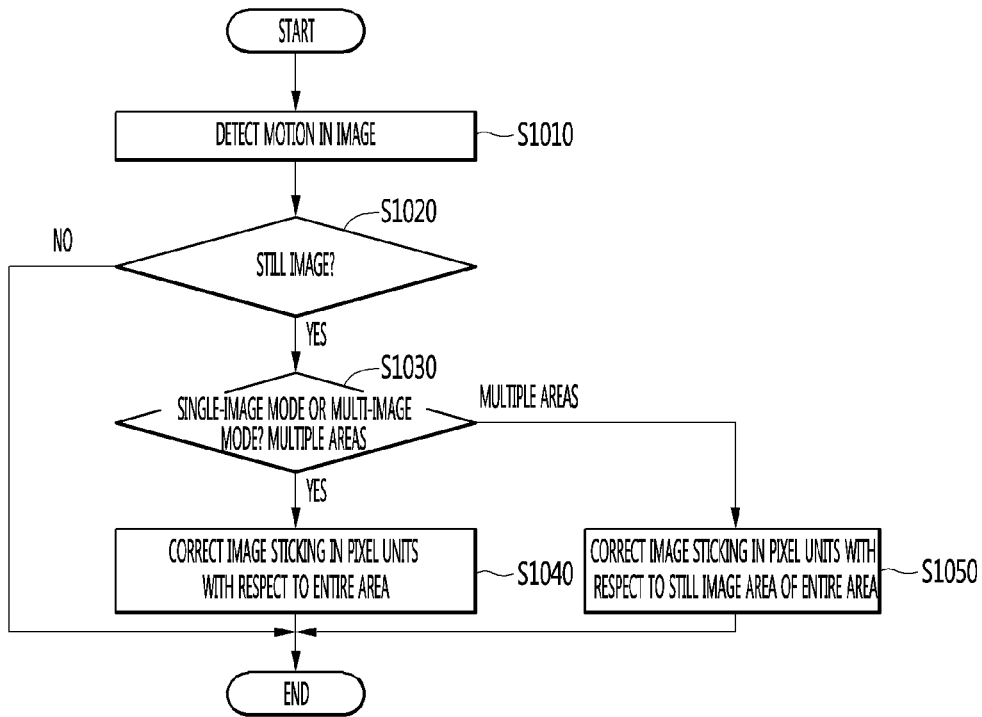 START
DETECT MOTION IN IMAGE
S1010
S1020
NO
STILL IMAGE?
YES
S1030
SINGLE-IMAGE MODE OR MULTI-IMAGE
MODE? MULTIPLE AREAS
MULTIPLE AREAS
YES
CORRECT IMAGE STICKING IN PIXEL UNITS
WITH RESPECT TO ENTIRE AREA
S1040
CORRECT IMAGE STICKING IN PIXEL UNITS WITH
RESPECT TO STILL IMAGE AREA OF ENTIRE AREA
S1050
END